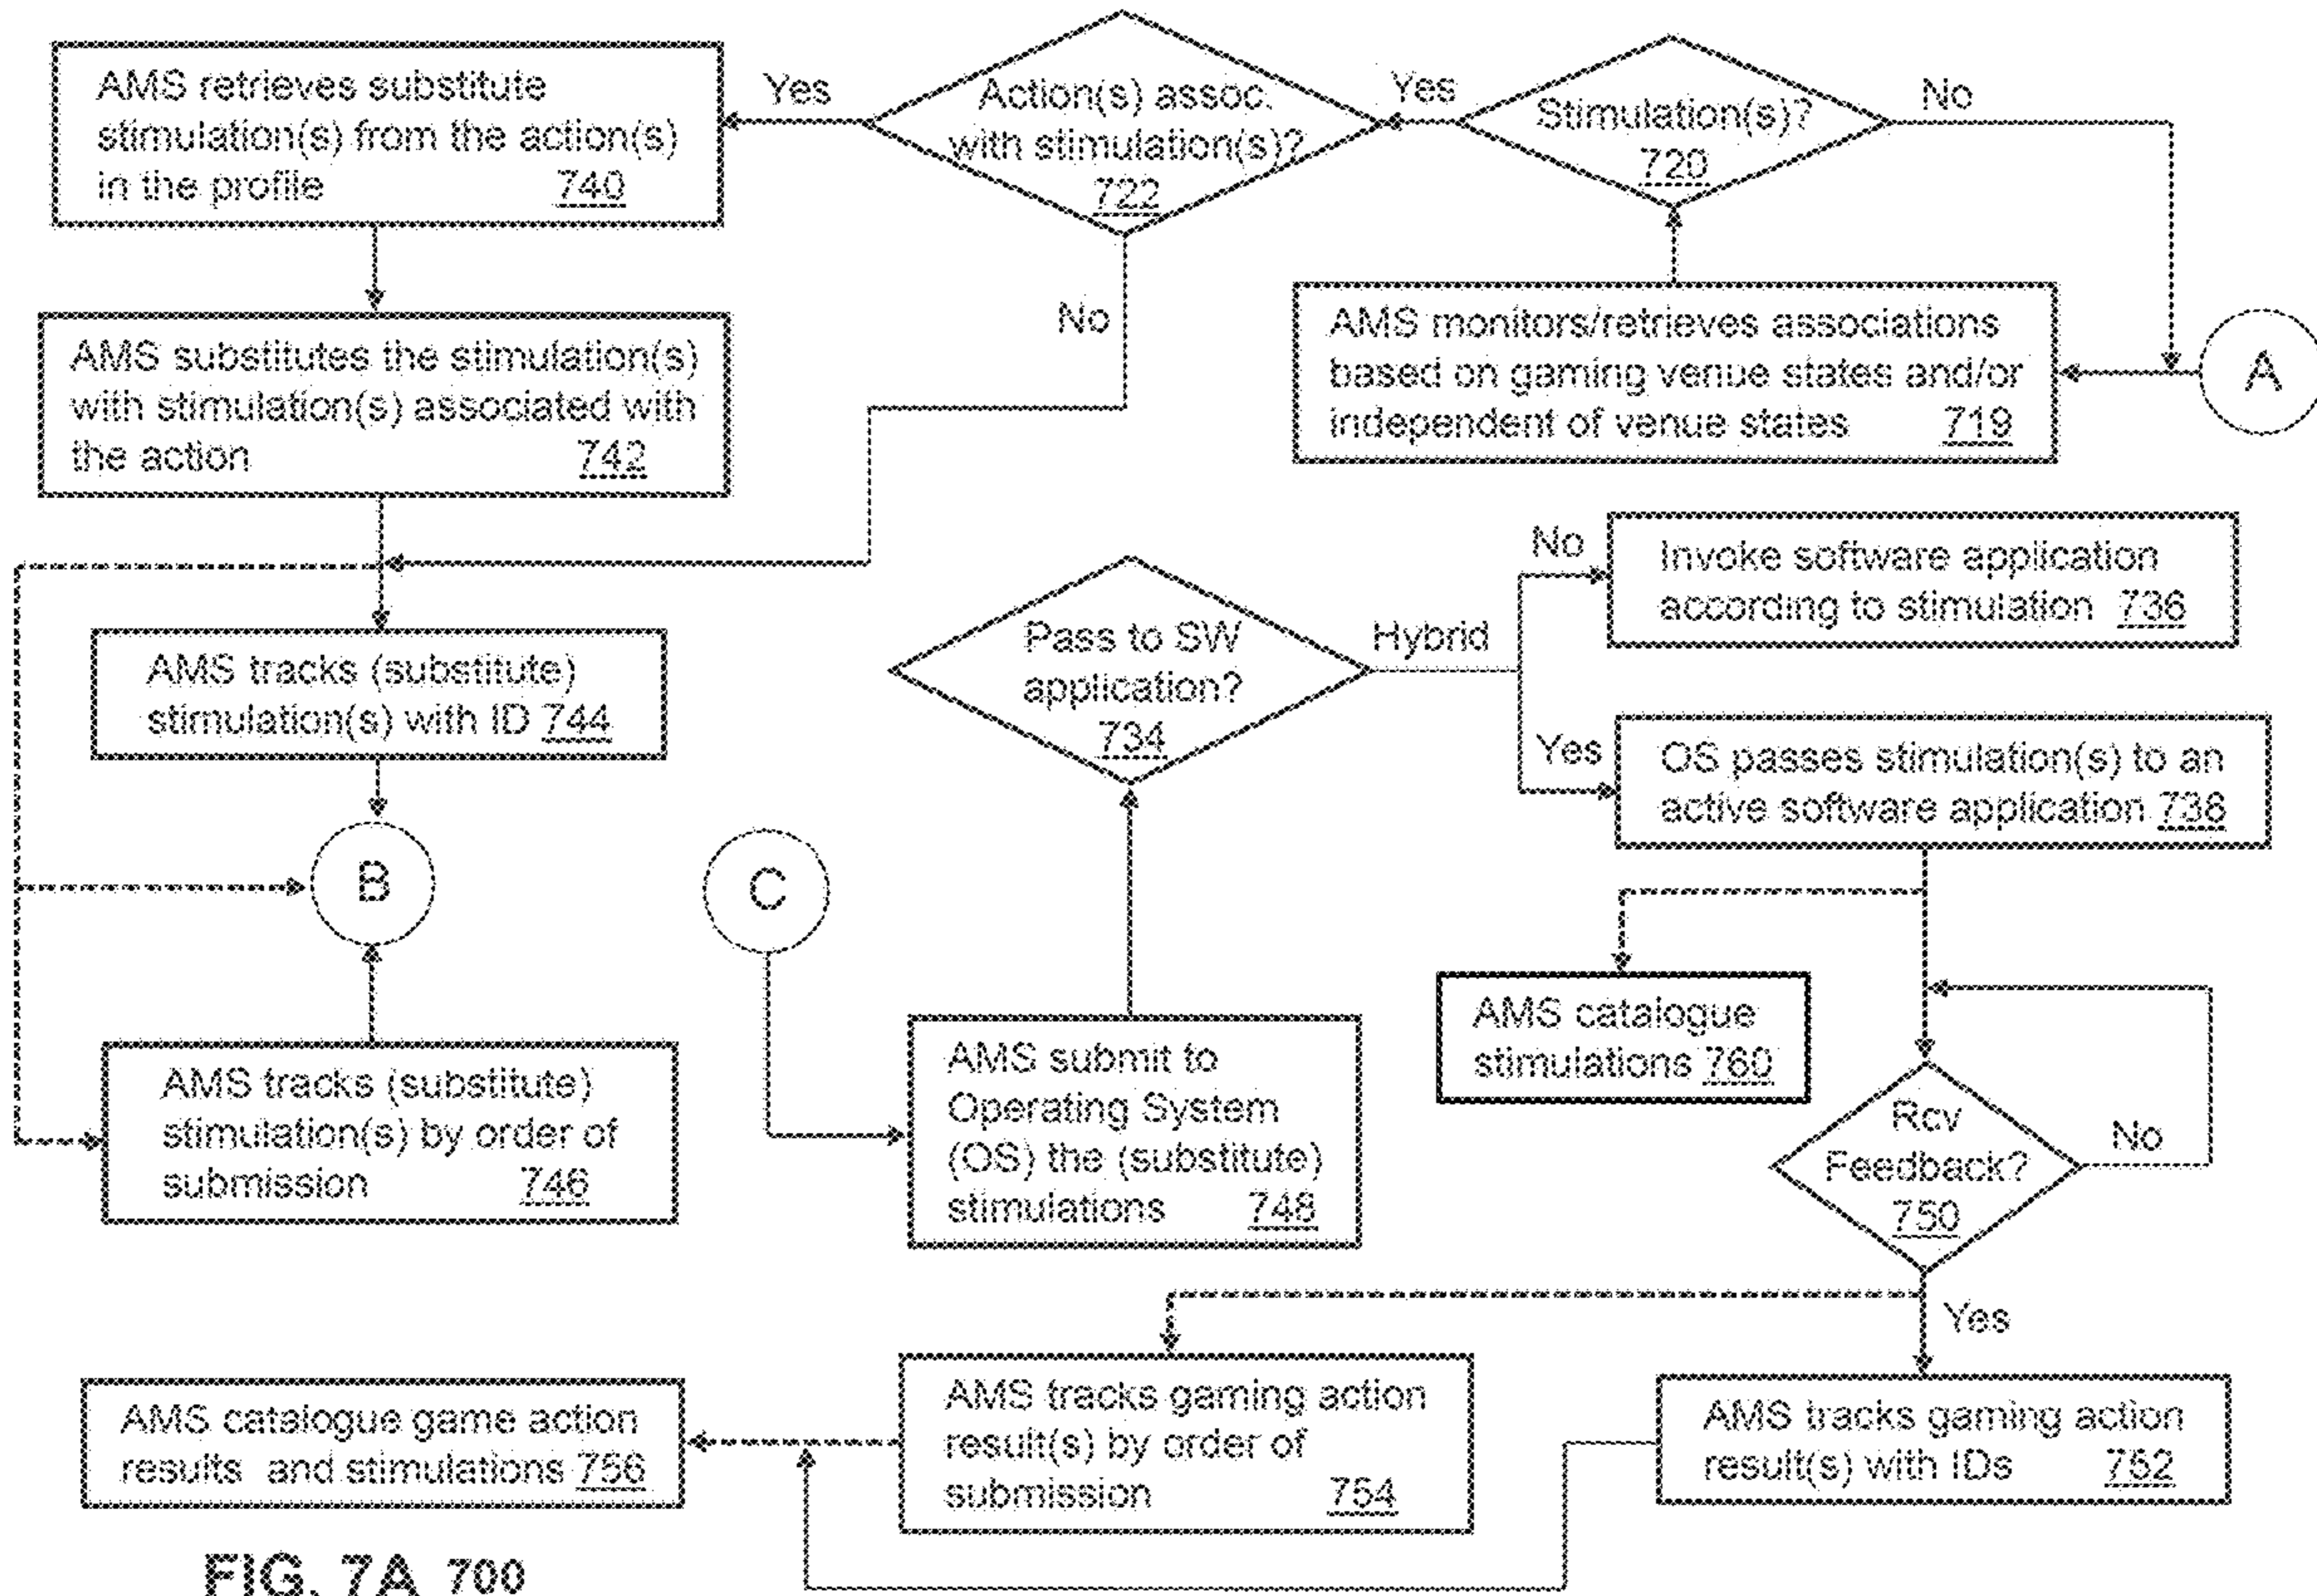 AMS retrieves substitute
stimulation(s) from the action(s)
in the profile 740
Yes
Action(s) assoc.
with stimulation(s)?
722
Yes
Stimulation(s)?
720
No
No
AMS monitors/retrieves associations
based on gaming venue states and/or
independent of venue states 719
A
AMS substitutes the stimulation(s)
with stimulation(s) associated with
the action 742
No
Invoke software application
according to stimulation 736
Pass to SW
application?
734
Hybrid
AMS tracks (substitute)
stimulation(s) with ID 744
Yes
OS passes stimulation(s) to an
active software application 738
B
C
AMS catalogue
stimulations 760
AMS tracks (substitute)
stimulation(s) by order of
submission 746
AMS submit to
Operating System
(OS) the (substitute)
stimulations 748
Rcv
Feedback?
750
No
Yes
AMS catalogue game action
results and stimulations 756
AMS tracks gaming action
result(s) by order of
submission 754
AMS tracks gaming action
result(s) with IDs 752
FIG. 7A 700